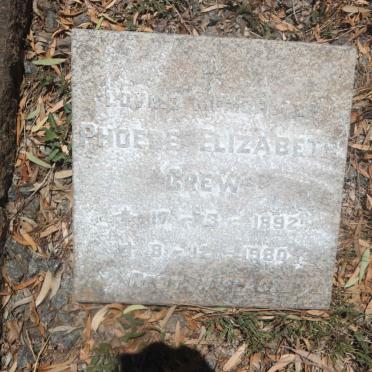 LOVING MEMORY OF
PHOEBE ELIZABETH
CREW
17 - 3 - 1892
8 - 12 - 1980